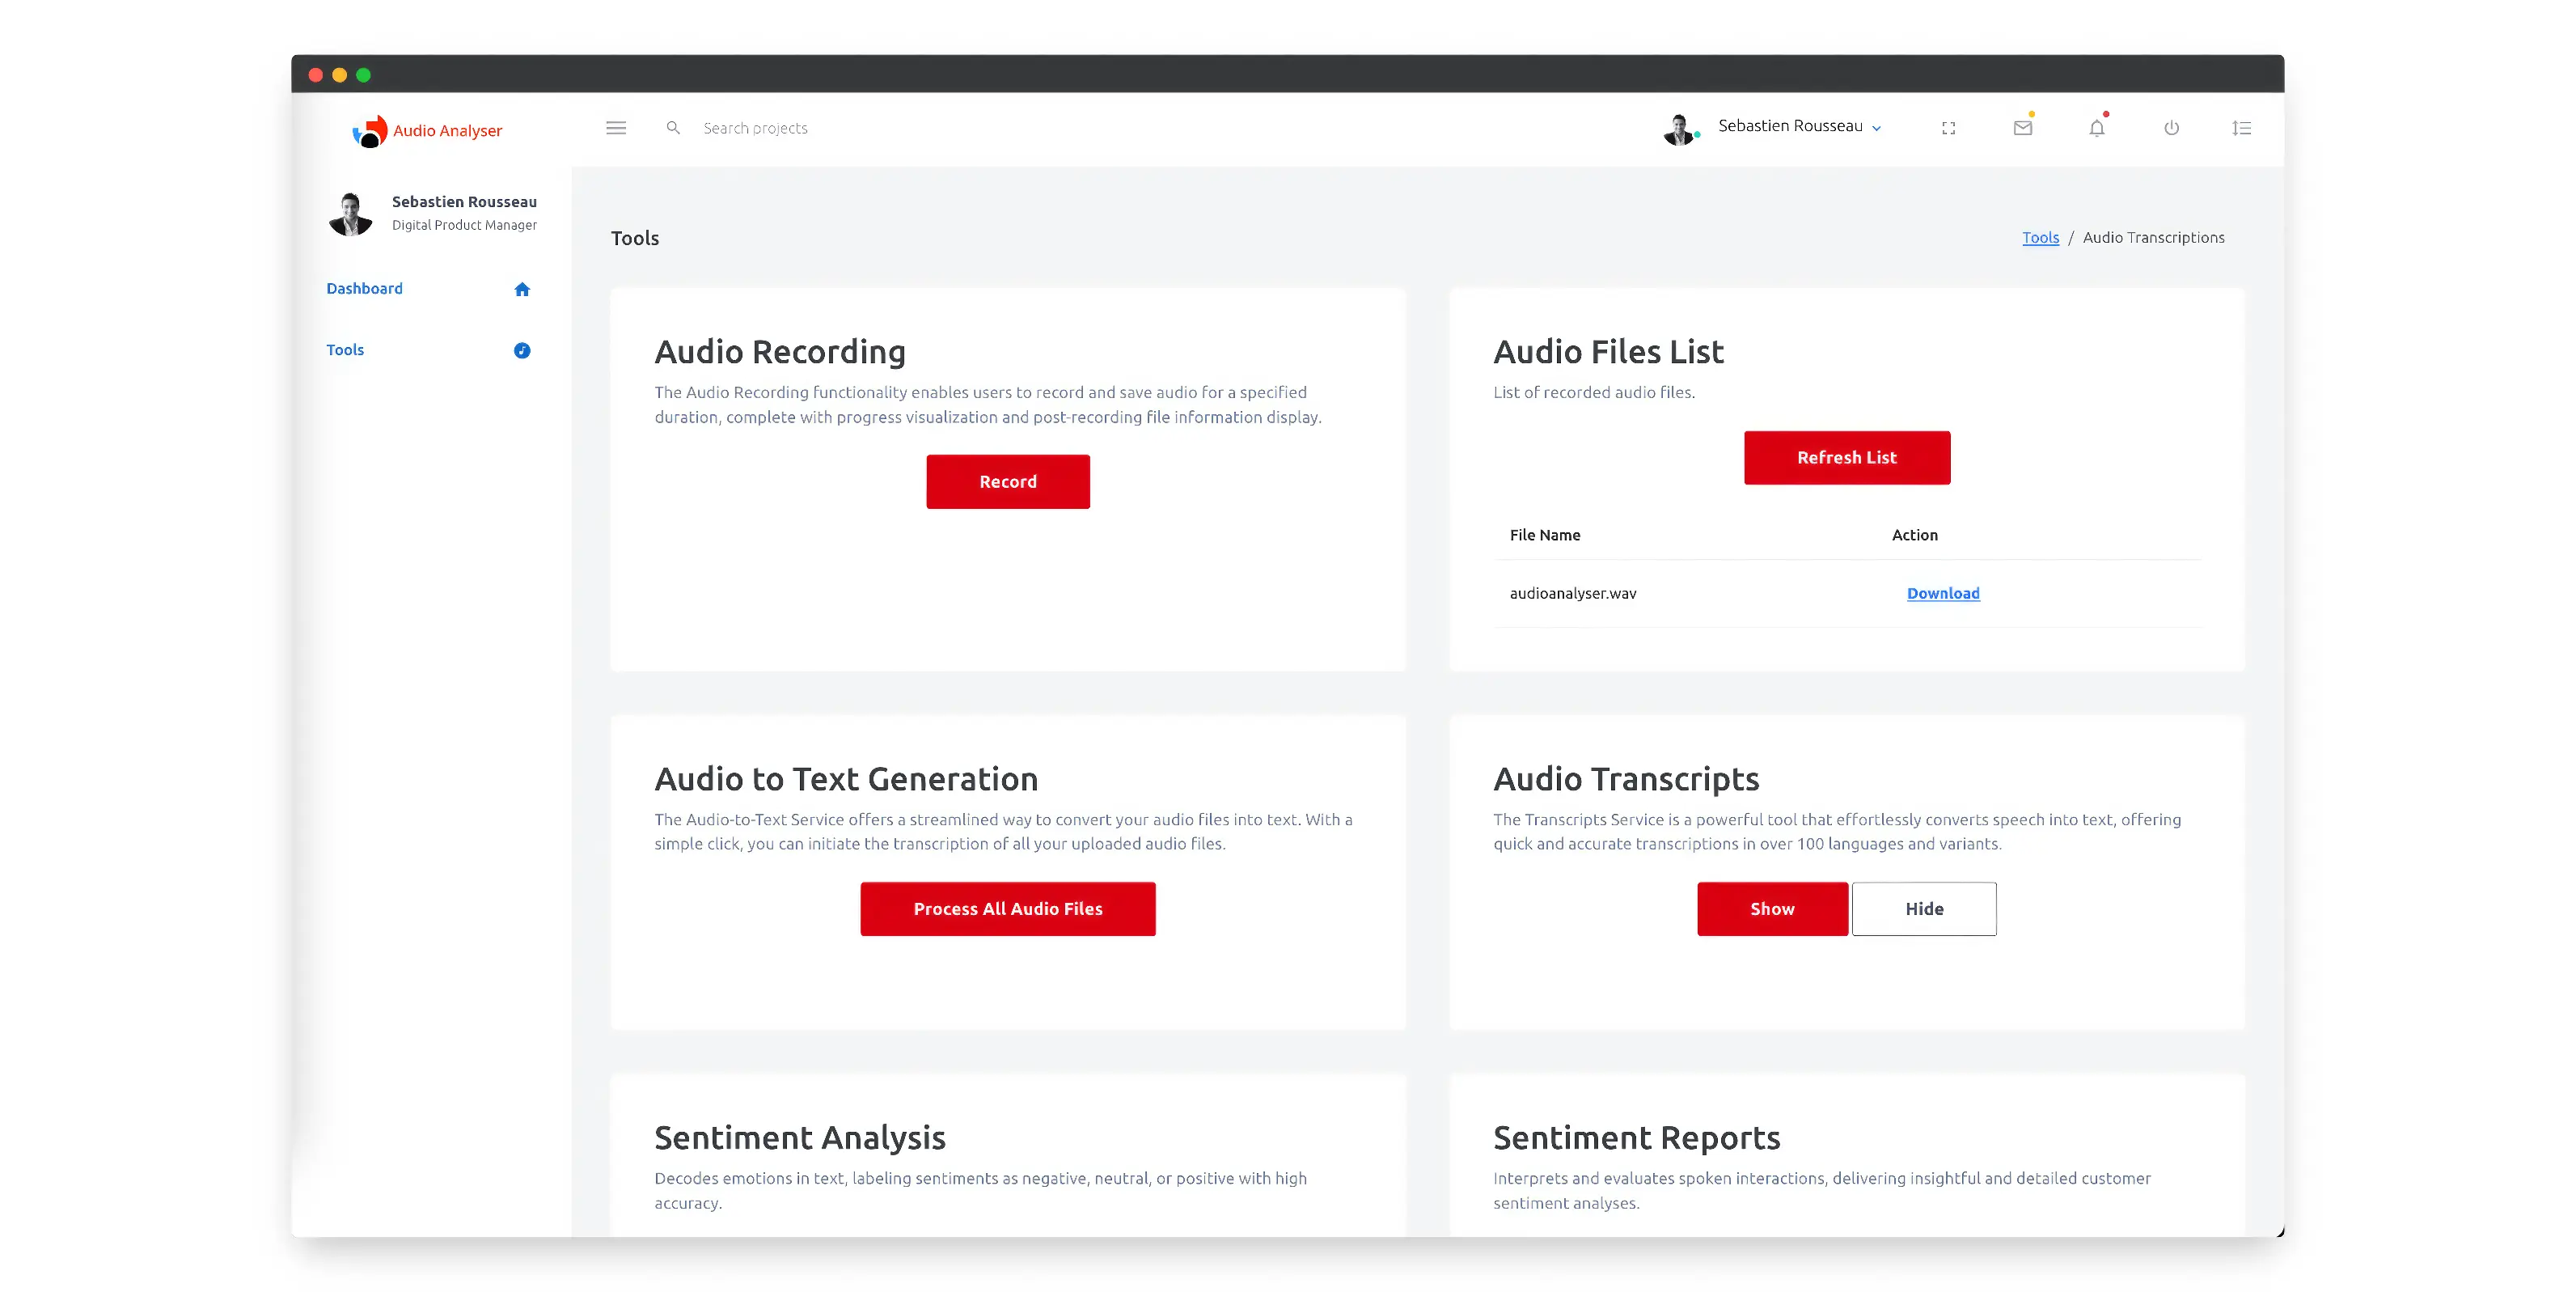 Audio Analyser
Search projects
Sebastien Rousseau
Sebastien Rousseau
Digital Product Manager
Dashboard
Tools
Tools
Tools / Audio Transcriptions
Audio Recording
The Audio Recording functionality enables users to record and save audio for a specified
duration, complete with progress visualization and post-recording file information display.
Record
Audio Files List
List of recorded audio files.
Refresh List
File Name Action
audioanalyser.wav Download
Audio to Text Generation
The Audio-to-Text Service offers a streamlined way to convert your audio files into text. With a
simple click, you can initiate the transcription of all your uploaded audio files.
Process All Audio Files
Audio Transcripts
The Transcripts Service is a powerful tool that effortlessly converts speech into text, offering
quick and accurate transcriptions in over 100 languages and variants.
Show Hide
Sentiment Analysis
Decodes emotions in text, labeling sentiments as negative, neutral, or positive with high
accuracy.
Sentiment Reports
Interprets and evaluates spoken interactions, delivering insightful and detailed customer
sentiment analyses.